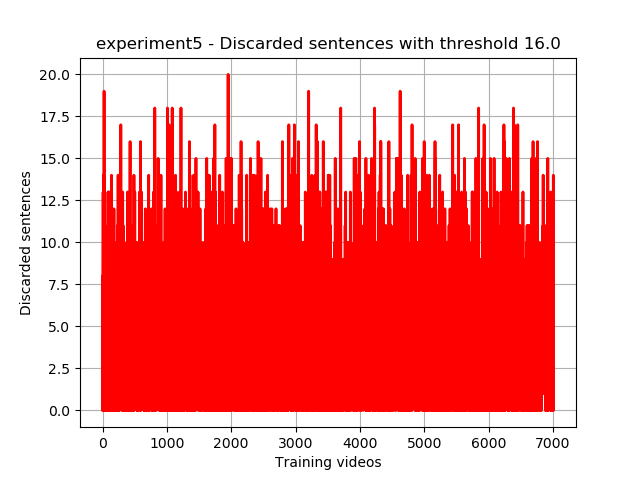 experiment5 - Discarded sentences with threshold 16.0
20.0
17.5
15.0
12.5
10.0
7.5
5.0
2.5
0.0
Discarded sentences
0 1000 2000 3000 4000 5000 6000 7000
Training videos